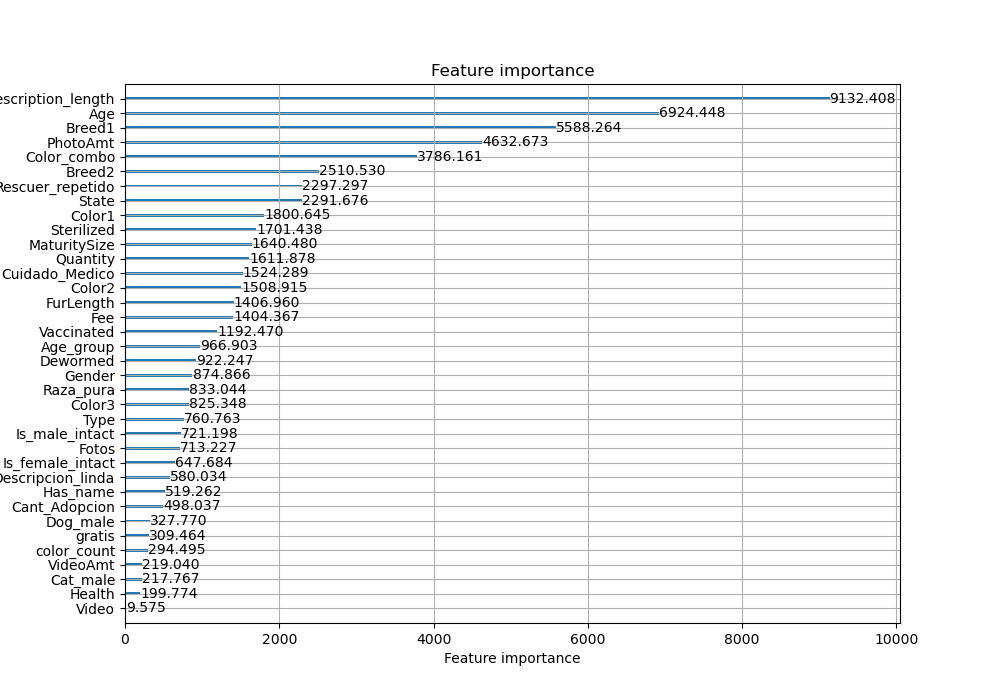 Feature importance
escription_length 9132.408
Age 6924.448
Breed1 5588.264
PhotoAmt 4632.673
Color_combo 3786.161
Breed2 2510.530
Rescuer_repetido 2297.297
State 2291.676
Color1 1800.645
Sterilized 1701.438
MaturitySize 1640.480
Quantity 1611.878
Cuidado_Medico 1524.289
Color2 1508.915
FurLength 1406.960
Fee 1404.367
Vaccinated 1192.470
Age_group 966.903
Dewormed 922.247
Gender 874.866
Raza_pura 833.044
Color3 825.348
Type 760.763
Is_male_intact 721.198
Fotos 713.227
Is_female_intact 647.684
Descripcion_linda 580.034
Has_name 519.262
Cant_Adopcion 498.037
Dog_male 327.770
gratis 309.464
color_count 294.495
VideoAmt 219.040
Cat_male 217.767
Health 199.774
Video 9.575
0 2000 4000 6000 8000 10000
Feature importance